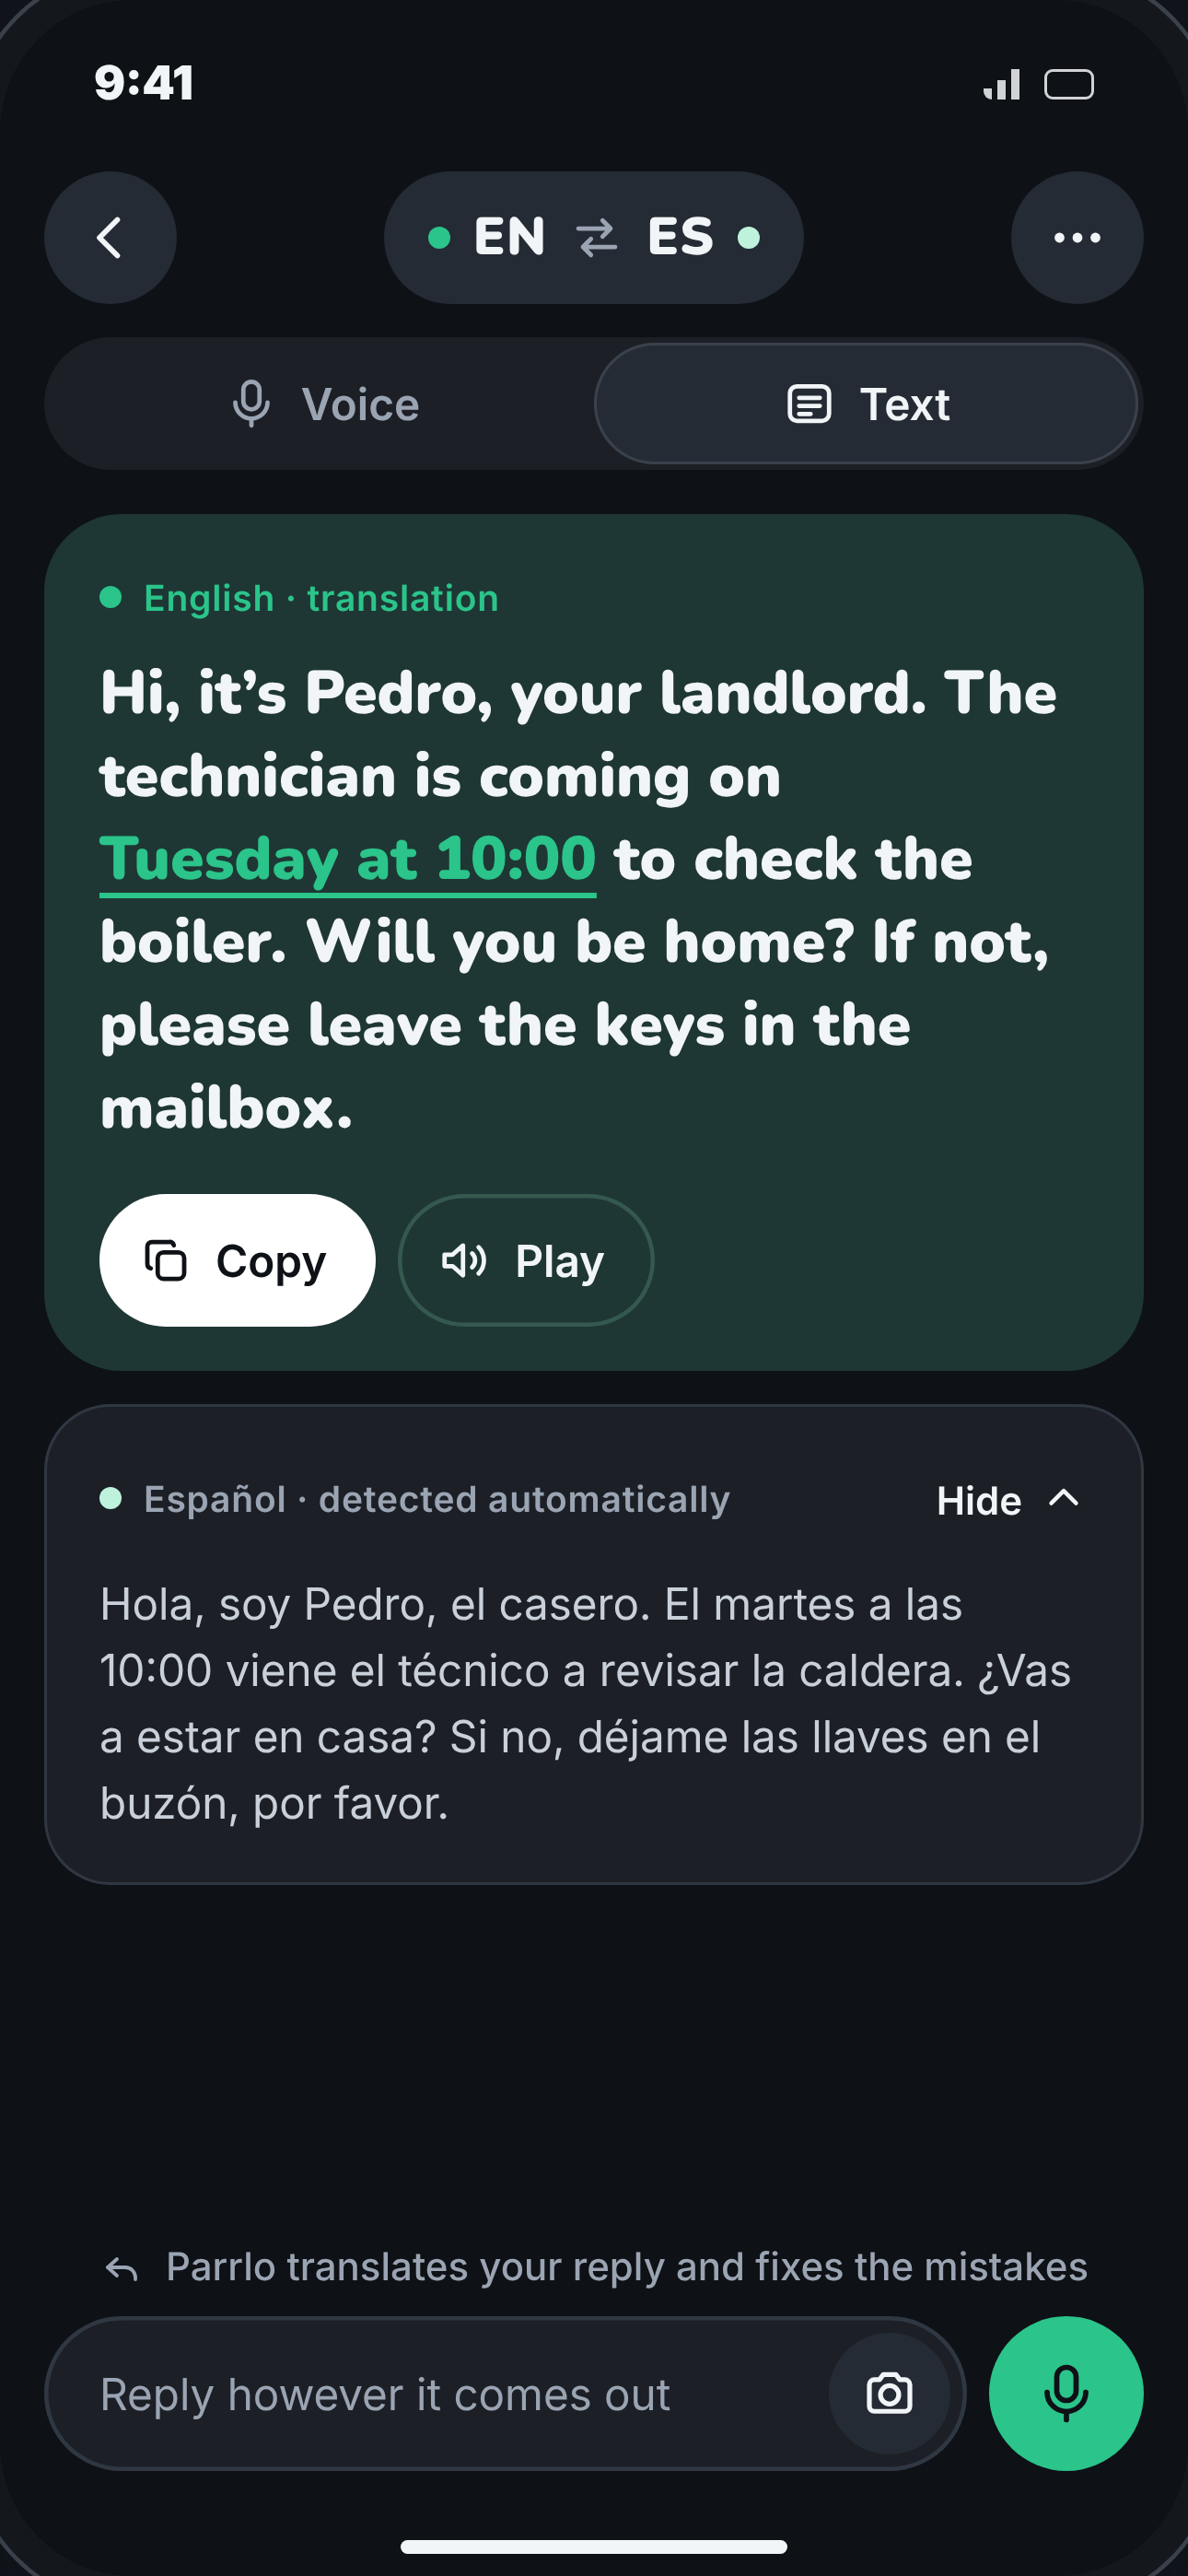 9:41
EN ES
Voice
Text
English · translation
Hi, it’s Pedro, your landlord. The
technician is coming on
Tuesday at 10:00 to check the
boiler. Will you be home? If not,
please leave the keys in the
mailbox.
Copy
Play
Español · detected automatically
Hide
Hola, soy Pedro, el casero. El martes a las
10:00 viene el técnico a revisar la caldera. ¿Vas
a estar en casa? Si no, déjame las llaves en el
buzón, por favor.
Parrlo translates your reply and fixes the mistakes
Reply however it comes out